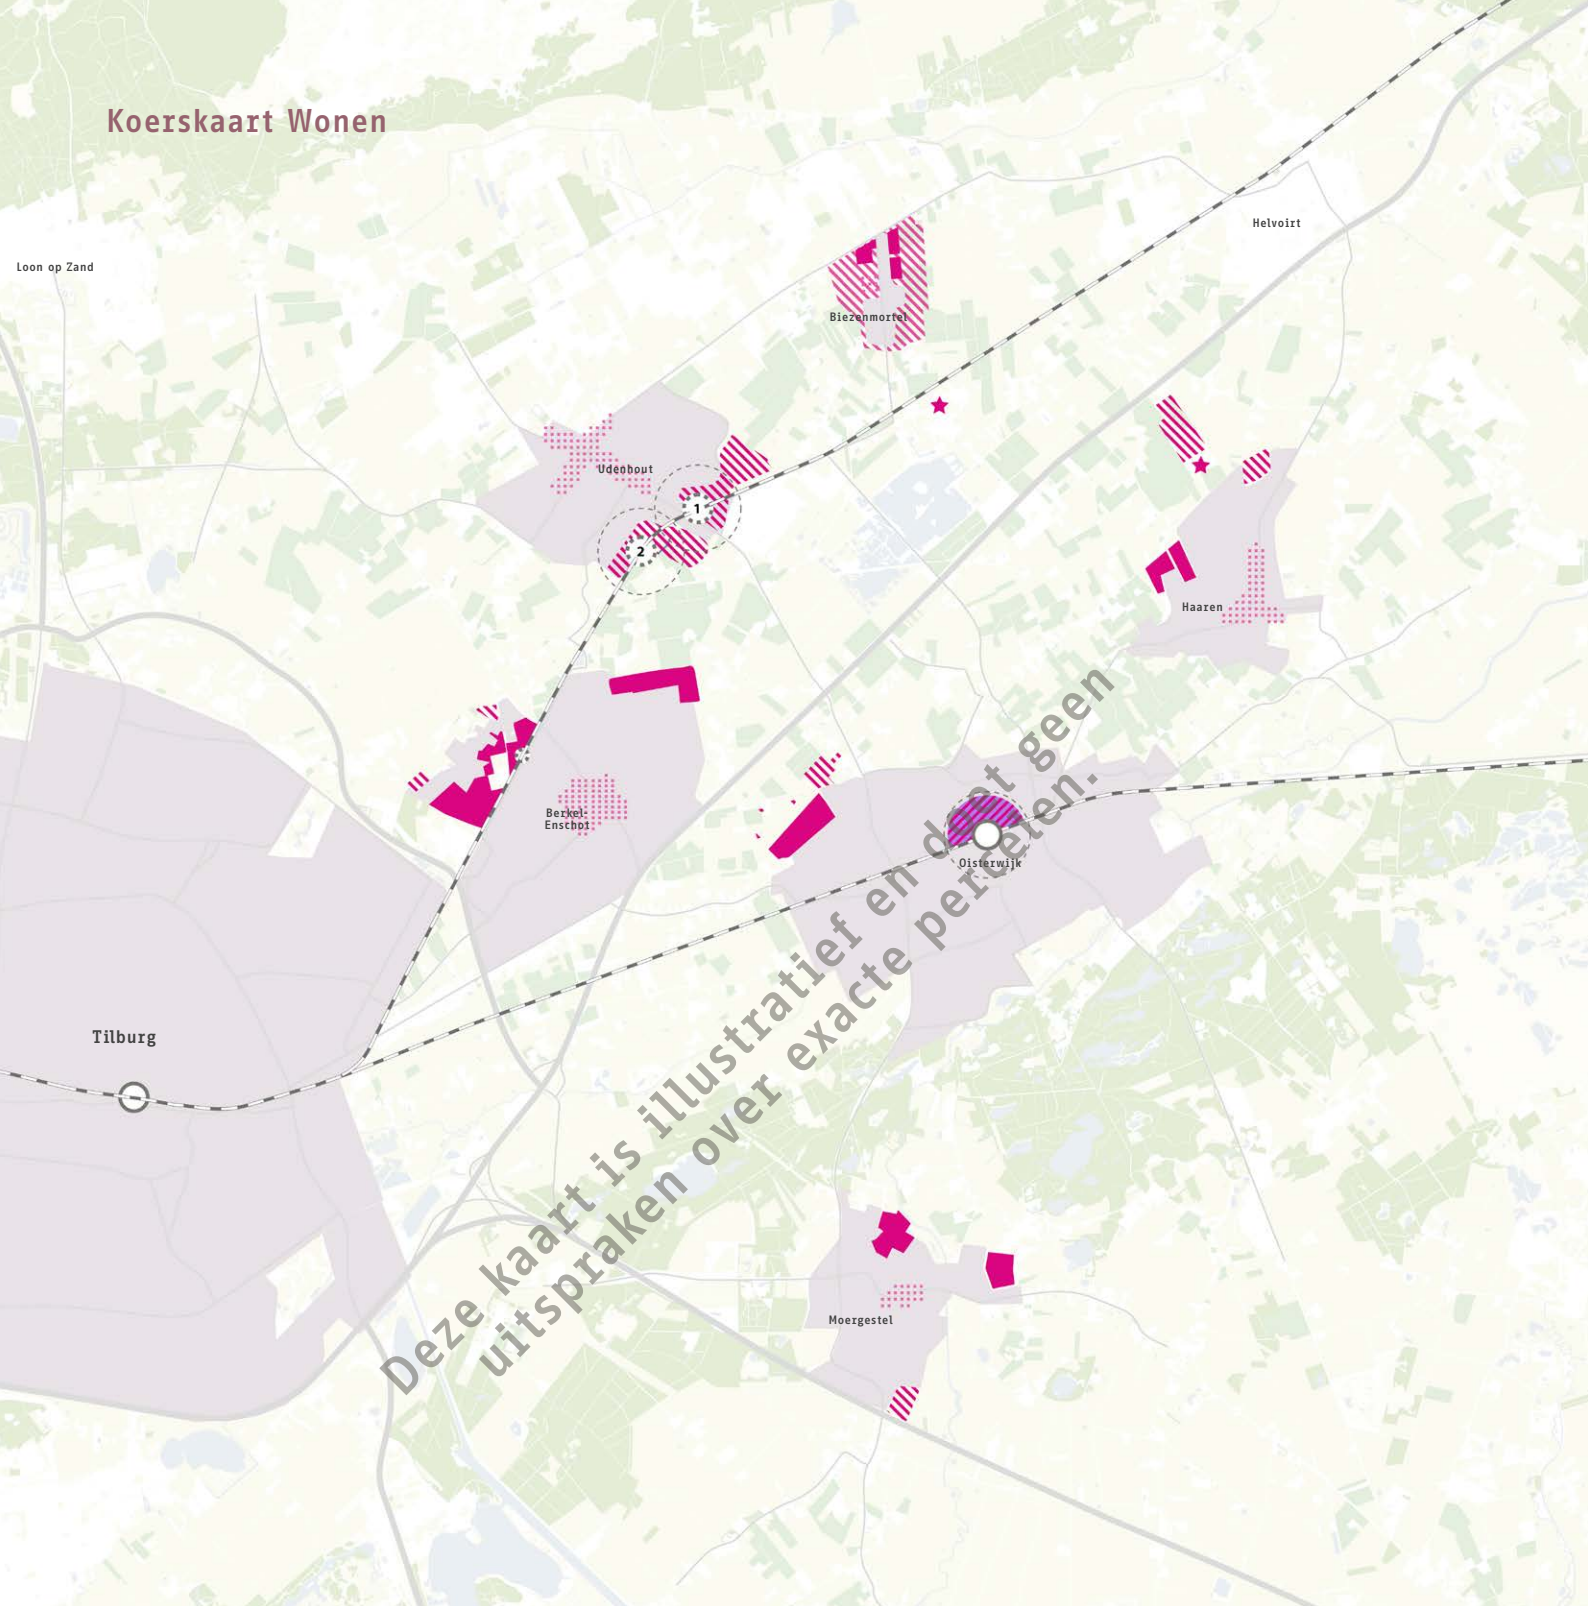 Koerskaart Wonen
Helvoirt
Loon op Zand
Biezenmortel
Udenhout
1
2
Haaren
Berkel-
Enschot
Oisterwijk
Tilburg
Moergestel
Deze kaart is illustratief en doet geen
uitspraken over exacte percelen.